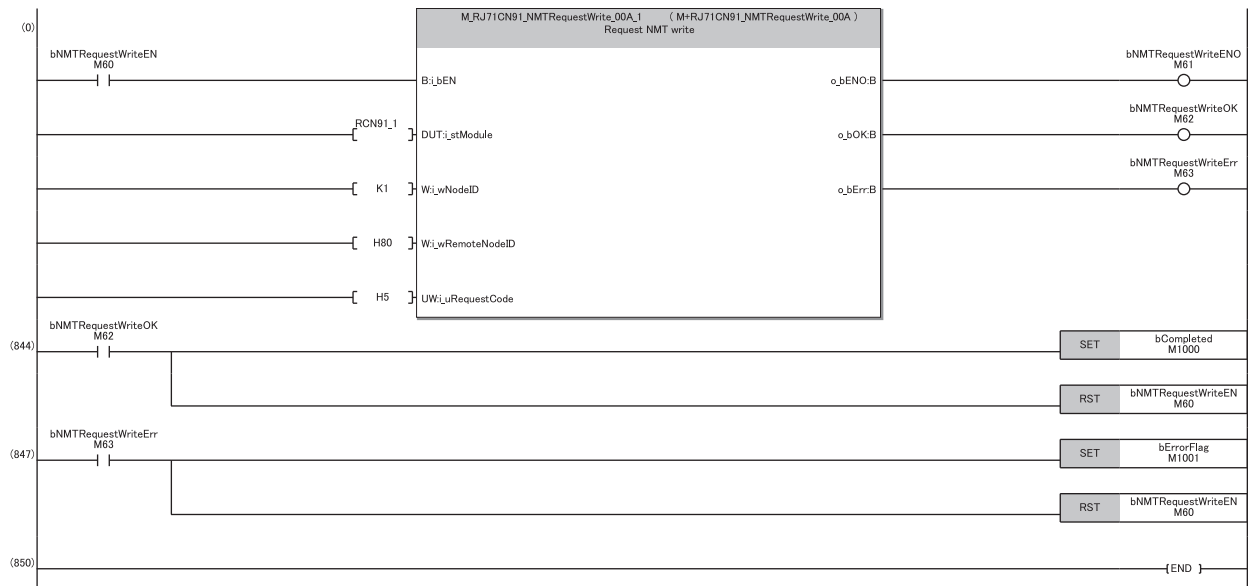 M_RJ71CN91_NMTRequestWrite_00A_1 ( M+RJ71CN91_NMTRequestWrite_00A )
Request NMT write
(0)
bNMTRequestWriteEN
M60
B:i_bEN
o_bENO:B
bNMTRequestWriteENO
M61
RCN91_1
DUT:i_stModule
o_bOK:B
bNMTRequestWriteOK
M62
K1
W:i_wNodeID
o_bErr:B
bNMTRequestWriteErr
M63
H80
W:i_wRemoteNodeID
H5
UW:i_uRequestCode
(844)
bNMTRequestWriteOK
M62
SET
bCompleted
M1000
RST
bNMTRequestWriteEN
M60
(847)
bNMTRequestWriteErr
M63
SET
bErrorFlag
M1001
RST
bNMTRequestWriteEN
M60
(850)
END